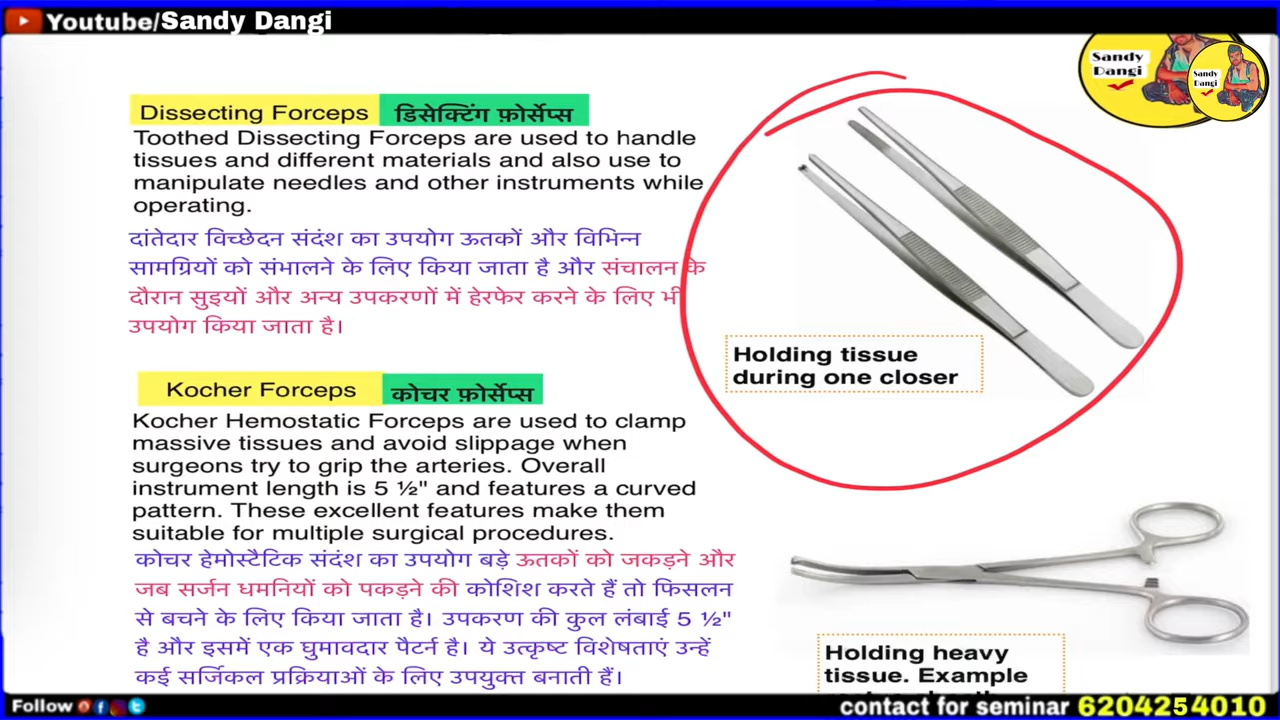 Youtube/Sandy Dangi
Sandy
Dangi
Sandy
Dangi
Dissecting Forceps डिसेक्टिंग फ़ोर्सेप्स
Toothed Dissecting Forceps are used to handle
tissues and different materials and also use to
manipulate needles and other instruments while
operating.
दांतेदार विच्छेदन संदंश का उपयोग ऊतकों और विभिन्न
सामग्रियों को संभालने के लिए किया जाता है और संचालन के
दौरान सुइयों और अन्य उपकरणों में हेरफेर करने के लिए भी
उपयोग किया जाता है।
Holding tissue
during one closer
Kocher Forceps कोचर फ़ोर्सेप्स
Kocher Hemostatic Forceps are used to clamp
massive tissues and avoid slippage when
surgeons try to grip the arteries. Overall
instrument length is 5 ½" and features a curved
pattern. These excellent features make them
suitable for multiple surgical procedures.
कोचर हेमोस्टैटिक संदंश का उपयोग बड़े ऊतकों को जकड़ने और
जब सर्जन धमनियों को पकड़ने की कोशिश करते हैं तो फिसलन
से बचने के लिए किया जाता है। उपकरण की कुल लंबाई 5 ½"
है और इसमें एक घुमावदार पैटर्न है। ये उत्कृष्ट विशेषताएं उन्हें
कई सर्जिकल प्रक्रियाओं के लिए उपयुक्त बनाती हैं।
Holding heavy
tissue. Example
Follow
contact for seminar 6204254010